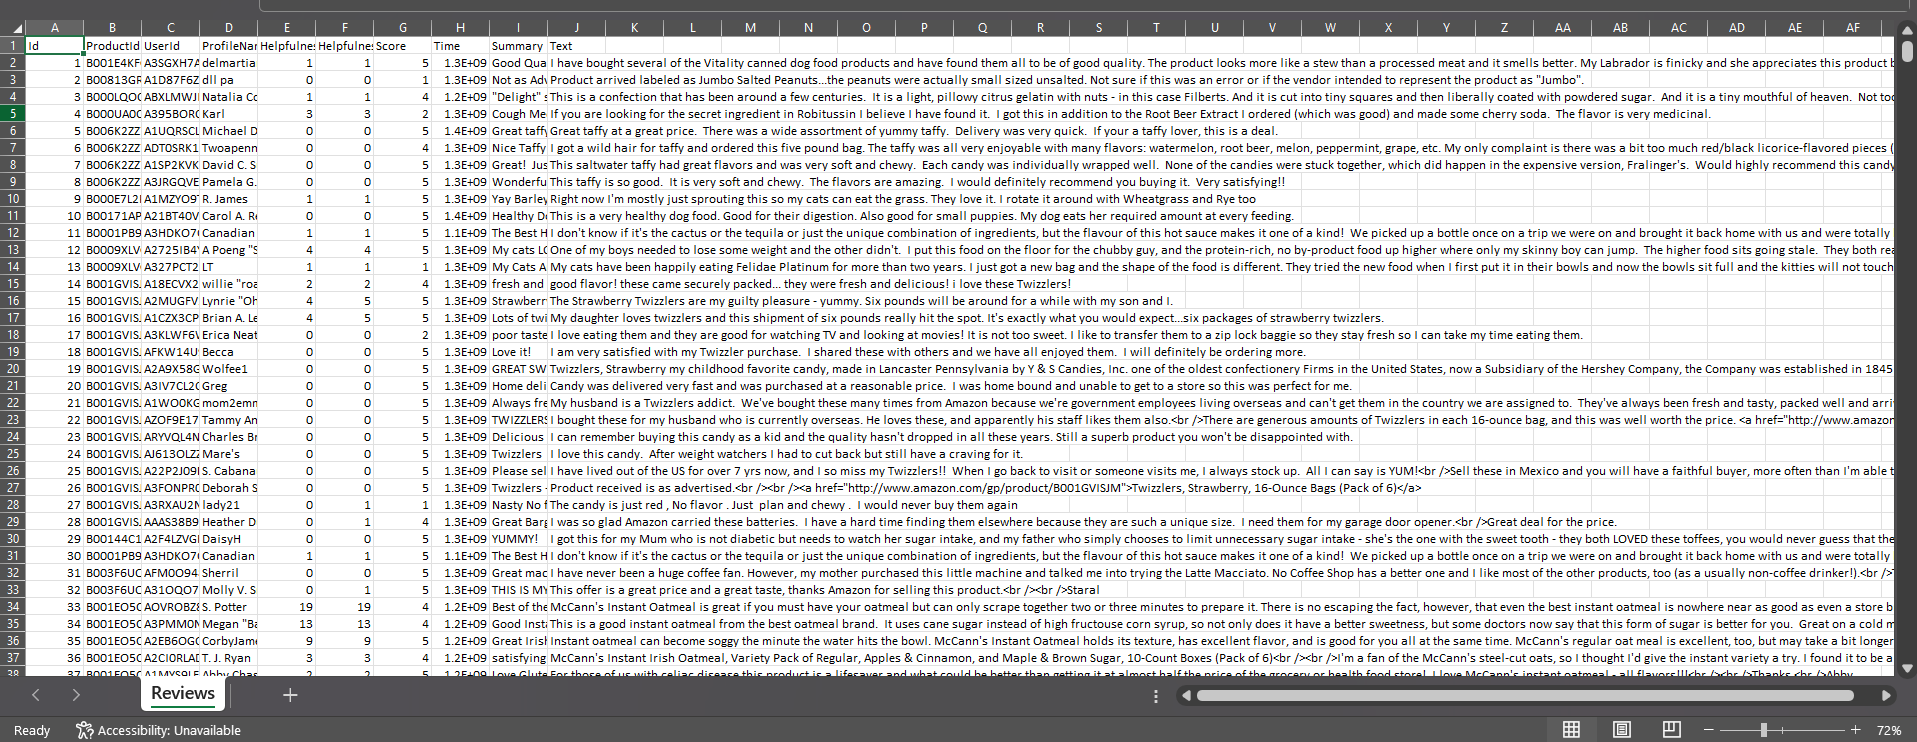 A B C D E F G H I J K L M N O P Q R S T U V W X Y Z AA AB AC AD AE AF
1 Id ProductId UserId ProfileNar Helpfulnes Helpfulnes Score Time Summary Text
2 1 B001E4KF A3SGXH7A delmartia 1 1 5 1.3E+09 Good Qua I have bought several of the Vitality canned dog food products and have found them all to be of good quality. The product looks more like a stew than a processed meat and it smells better. My Labrador is finicky and she appreciates this product b
3 2 B00813GF A1D87F6Z dll pa 0 0 1 1.3E+09 Not as Adv Product arrived labeled as Jumbo Salted Peanuts...the peanuts were actually small sized unsalted. Not sure if this was an error or if the vendor intended to represent the product as "Jumbo".
4 3 B000LQO ABXLMWJ Natalia Co 1 1 4 1.2E+09 "Delight" s This is a confection that has been around a few centuries. It is a light, pillowy citrus gelatin with nuts - in this case Filberts. And it is cut into tiny squares and then liberally coated with powdered sugar. And it is a tiny mouthful of heaven. Not too
5 4 B000UA0 A395BOR Karl 3 3 2 1.3E+09 Cough Me If you are looking for the secret ingredient in Robitussin I believe I have found it. I got this in addition to the Root Beer Extract I ordered (which was good) and made some cherry soda. The flavor is very medicinal.
6 5 B006K2ZZ A1UQRSCL Michael D 0 0 5 1.4E+09 Great taffy Great taffy at a great price. There was a wide assortment of yummy taffy. Delivery was very quick. If your a taffy lover, this is a deal.
7 6 B006K2ZZ ADT0SRK1 Twoapenn 0 0 4 1.3E+09 Nice Taffy I got a wild hair for taffy and ordered this five pound bag. The taffy was all very enjoyable with many flavors: watermelon, root beer, melon, peppermint, grape, etc. My only complaint is there was a bit too much red/black licorice-flavored pieces (
8 7 B006K2ZZ A1SP2KVK David C. S 0 0 5 1.3E+09 Great! Jus This saltwater taffy had great flavors and was very soft and chewy. Each candy was individually wrapped well. None of the candies were stuck together, which did happen in the expensive version, Fralinger's. Would highly recommend this candy
9 8 B006K2ZZ A3JRGQVE Pamela G. 0 0 5 1.3E+09 Wonderfu This taffy is so good. It is very soft and chewy. The flavors are amazing. I would definitely recommend you buying it. Very satisfying!!
10 9 B000E7L2 A1MZYO9 R. James 1 1 5 1.3E+09 Yay Barley Right now I'm mostly just sprouting this so my cats can eat the grass. They love it. I rotate it around with Wheatgrass and Rye too
11 10 B00171AP A21BT40V Carol A. Re 0 0 5 1.4E+09 Healthy Do This is a very healthy dog food. Good for their digestion. Also good for small puppies. My dog eats her required amount at every feeding.
12 11 B0001PB9 A3HDKO7 Canadian 1 1 5 1.1E+09 The Best H I don't know if it's the cactus or the tequila or just the unique combination of ingredients, but the flavour of this hot sauce makes it one of a kind! We picked up a bottle once on a trip we were on and brought it back home with us and were totally
13 12 B0009XLV A2725IB4 A Poeng "S 4 4 5 1.3E+09 My cats LO One of my boys needed to lose some weight and the other didn't. I put this food on the floor for the chubby guy, and the protein-rich, no by-product food up higher where only my skinny boy can jump. The higher food sits going stale. They both rea
14 13 B0009XLV A327PCT2 LT 1 1 1 1.3E+09 My Cats A My cats have been happily eating Felidae Platinum for more than two years. I just got a new bag and the shape of the food is different. They tried the new food when I first put it in their bowls and now the bowls sit full and the kitties will not touch
15 14 B001GVIS A18ECVX2 willie "roa 2 2 4 1.3E+09 fresh and good flavor! these came securely packed... they were fresh and delicious! i love these Twizzlers!
16 15 B001GVIS A2MUGFV Lynrie "Oh 4 5 5 1.3E+09 Strawberr The Strawberry Twizzlers are my guilty pleasure - yummy. Six pounds will be around for a while with my son and I.
17 16 B001GVIS A1CZX3CP Brian A. Le 4 5 5 1.3E+09 Lots of twi My daughter loves twizzlers and this shipment of six pounds really hit the spot. It's exactly what you would expect...six packages of strawberry twizzlers.
18 17 B001GVIS A3KLWF6 Erica Neat 0 0 2 1.3E+09 poor taste I love eating them and they are good for watching TV and looking at movies! It is not too sweet. I like to transfer them to a zip lock baggie so they stay fresh so I can take my time eating them.
19 18 B001GVIS AFKW14U Becca 0 0 5 1.3E+09 Love it! I am very satisfied with my Twizzler purchase. I shared these with others and we have all enjoyed them. I will definitely be ordering more.
20 19 B001GVIS A2A9X58G Wolfee1 0 0 5 1.3E+09 GREAT SW Twizzlers, Strawberry my childhood favorite candy, made in Lancaster Pennsylvania by Y & S Candies, Inc. one of the oldest confectionery Firms in the United States, now a Subsidiary of the Hershey Company, the Company was established in 1845
21 20 B001GVIS A3IV7CL2 Greg 0 0 5 1.3E+09 Home deli Candy was delivered very fast and was purchased at a reasonable price. I was home bound and unable to get to a store so this was perfect for me.
22 21 B001GVIS A1WO0KG mom2emn 0 0 5 1.3E+09 Always fre My husband is a Twizzlers addict. We've bought these many times from Amazon because we're government employees living overseas and can't get them in the country we are assigned to. They've always been fresh and tasty, packed well and arri
23 22 B001GVIS AZOF9E17 Tammy An 0 0 5 1.3E+09 TWIZZLERS I bought these for my husband who is currently overseas. He loves these, and apparently his staff likes them also.<br />There are generous amounts of Twizzlers in each 16-ounce bag, and this was well worth the price. <a href="http://www.amazon
24 23 B001GVIS ARYVQL4N Charles Br 0 0 5 1.3E+09 Delicious I can remember buying this candy as a kid and the quality hasn't dropped in all these years. Still a superb product you won't be disappointed with.
25 24 B001GVIS AJ613OLZ Mare's 0 0 5 1.3E+09 Twizzlers I love this candy. After weight watchers I had to cut back but still have a craving for it.
26 25 B001GVIS A22P2J09 S. Cabana 0 0 5 1.3E+09 Please sel I have lived out of the US for over 7 yrs now, and I so miss my Twizzlers!! When I go back to visit or someone visits me, I always stock up. All I can say is YUM!<br />Sell these in Mexico and you will have a faithful buyer, more often than I'm able t
27 26 B001GVIS A3FONPR Deborah S 0 0 5 1.3E+09 Twizzlers - Product received is as advertised.<br /><br /><a href="http://www.amazon.com/gp/product/B001GVISJM">Twizzlers, Strawberry, 16-Ounce Bags (Pack of 6)</a>
28 27 B001GVIS A3RXAU2N lady21 0 1 1 1.3E+09 Nasty No f The candy is just red , No flavor . Just plan and chewy . I would never buy them again
29 28 B001GVIS AAAS38B9 Heather D 0 1 4 1.3E+09 Great Barg I was so glad Amazon carried these batteries. I have a hard time finding them elsewhere because they are such a unique size. I need them for my garage door opener.<br />Great deal for the price.
30 29 B00144C1 A2F4LZVG DaisyH 0 0 5 1.3E+09 YUMMY! I got this for my Mum who is not diabetic but needs to watch her sugar intake, and my father who simply chooses to limit unnecessary sugar intake - she's the one with the sweet tooth - they both LOVED these toffees, you would never guess that the
31 30 B0001PB9 A3HDKO7 Canadian 1 1 5 1.1E+09 The Best H I don't know if it's the cactus or the tequila or just the unique combination of ingredients, but the flavour of this hot sauce makes it one of a kind! We picked up a bottle once on a trip we were on and brought it back home with us and were totally
32 31 B003F6UC AFM0O94 Sherril 0 0 5 1.3E+09 Great mac I have never been a huge coffee fan. However, my mother purchased this little machine and talked me into trying the Latte Macciato. No Coffee Shop has a better one and I like most of the other products, too (as a usually non-coffee drinker!).<br />
33 32 B003F6UC A31OQO7 Molly V. S 0 1 5 1.3E+09 THIS IS MY This offer is a great price and a great taste, thanks Amazon for selling this product.<br /><br />Staral
34 33 B001EO5C AOVROBZ8 S. Potter 19 19 4 1.2E+09 Best of the McCann's Instant Oatmeal is great if you must have your oatmeal but can only scrape together two or three minutes to prepare it. There is no escaping the fact, however, that even the best instant oatmeal is nowhere near as good as even a store b
35 34 B001EO5C A3PMM0N Megan "Ba 13 13 4 1.2E+09 Good Insta This is a good instant oatmeal from the best oatmeal brand. It uses cane sugar instead of high fructouse corn syrup, so not only does it have a better sweetness, but some doctors now say that this form of sugar is better for you. Great on a cold m
36 35 B001EO5C A2EB6OG CorbyJame 9 9 5 1.2E+09 Great Irish Instant oatmeal can become soggy the minute the water hits the bowl. McCann's Instant Oatmeal holds its texture, has excellent flavor, and is good for you all at the same time. McCann's regular oat meal is excellent, too, but may take a bit longer
37 36 B001EO5C A2CI0RLA T. J. Ryan 3 3 4 1.2E+09 satisfying McCann's Instant Irish Oatmeal, Variety Pack of Regular, Apples & Cinnamon, and Maple & Brown Sugar, 10-Count Boxes (Pack of 6)<br /><br />I'm a fan of the McCann's steel-cut oats, so I thought I'd give the instant variety a try. I found it to be a
38 37 B001EO5C A1MYS9LF Abby Chas 2 2 5 1.2E+09 Love Glute For those of us with celiac disease this product is a lifesaver and what could be better than getting it at almost half the price of the grocery or health food store! I love McCann's instant oatmeal - all flavors!!!<br /><br />Thanks,<br />Abby
Reviews
Ready Accessibility: Unavailable 72%